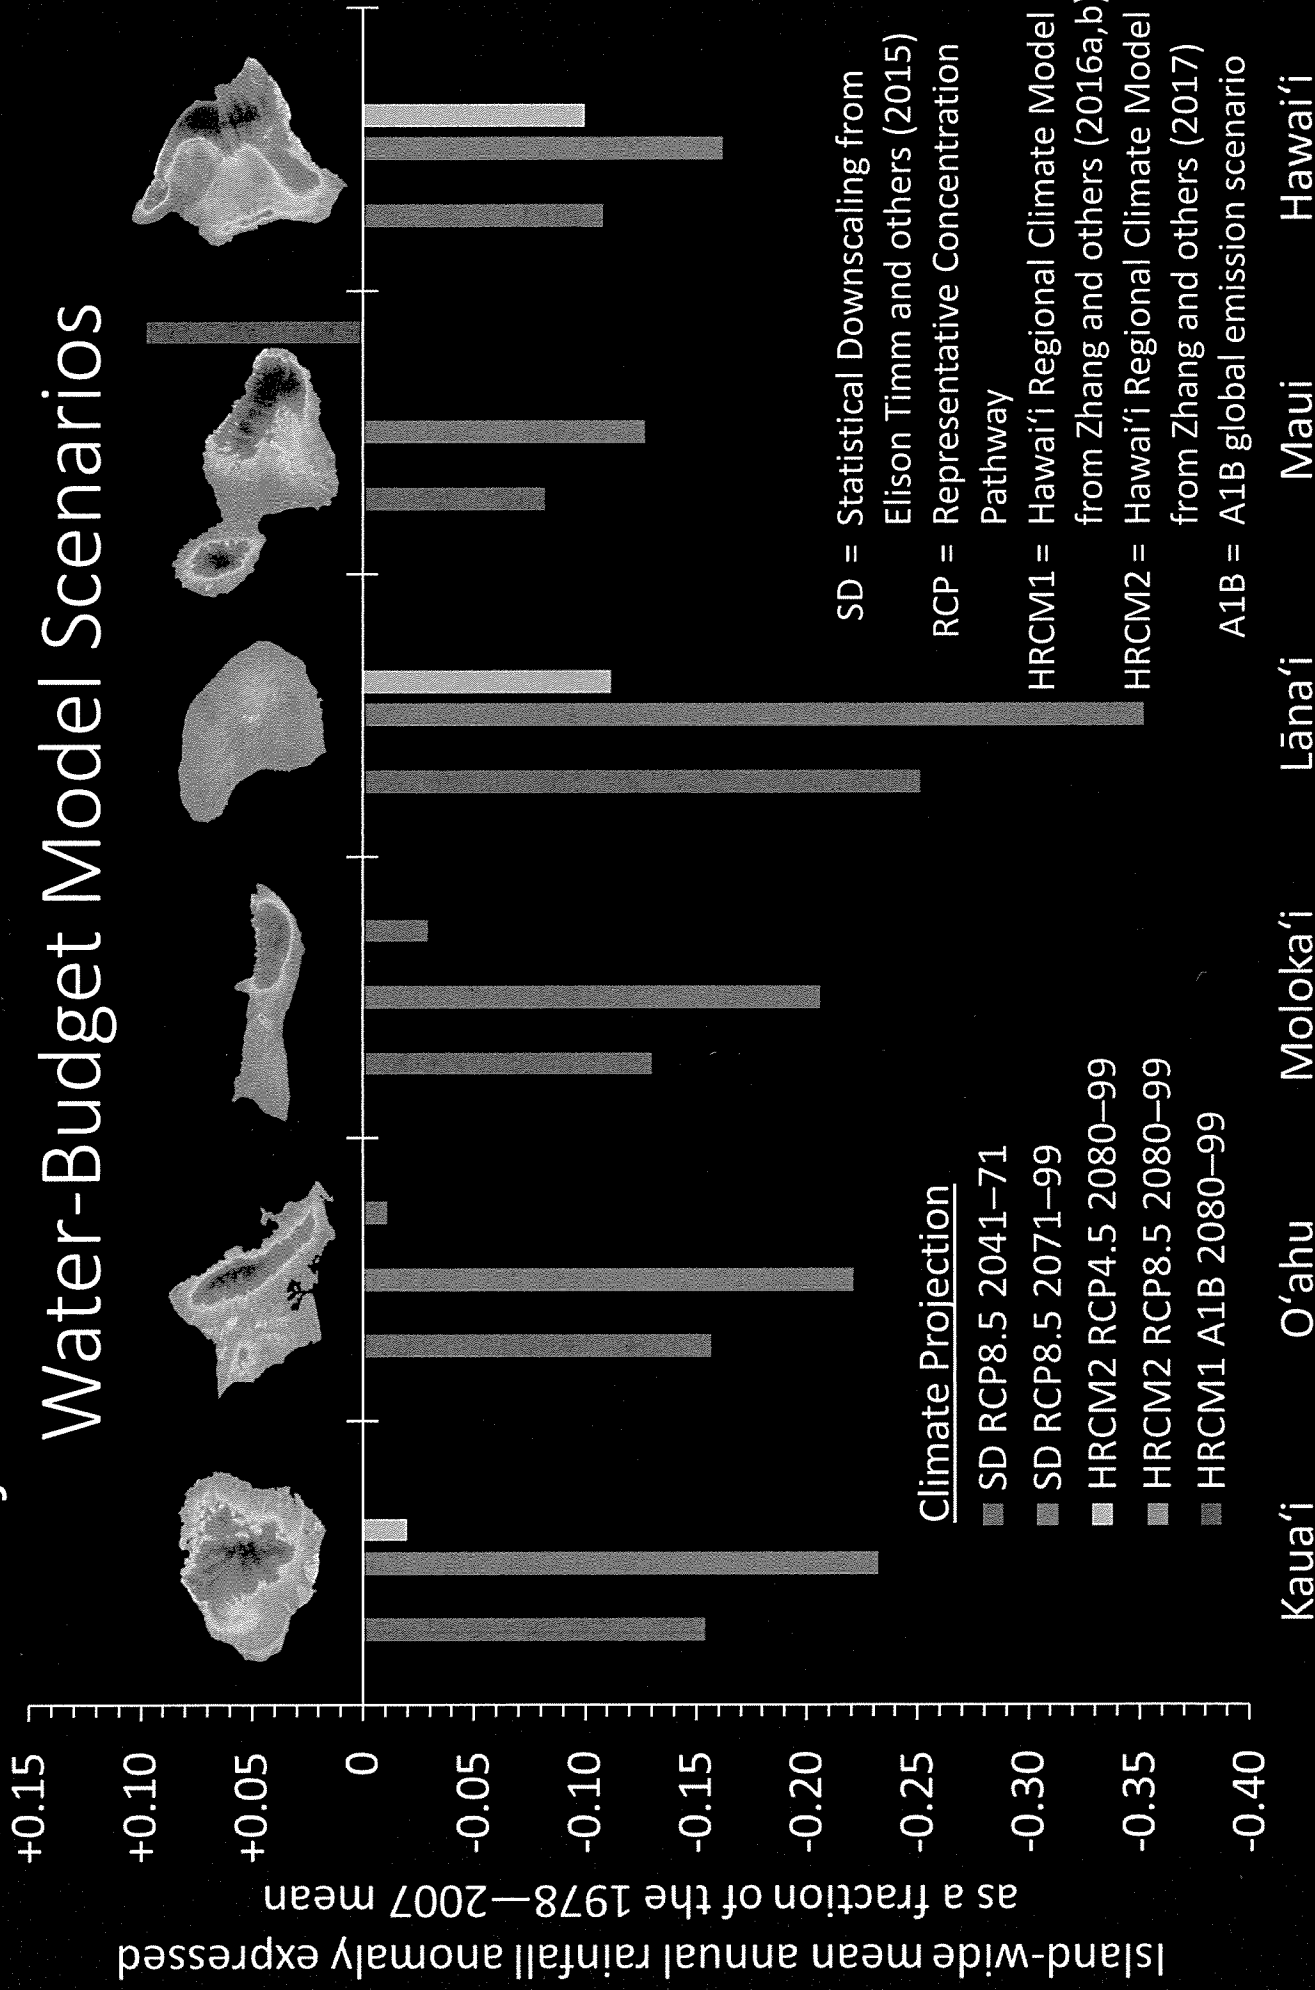 Water-Budget Model Scenarios
Island-wide mean annual rainfall anomaly expressed
as a fraction of the 1978—2007 mean
+0.15
+0.10
+0.05
0
-0.05
-0.10
-0.15
-0.20
-0.25
-0.30
-0.35
-0.40
Climate Projection
SD RCP8.5 2041–71
SD RCP8.5 2071–99
HRCM2 RCP4.5 2080–99
HRCM2 RCP8.5 2080–99
HRCM1 A1B 2080–99
SD = Statistical Downscaling from
Elison Timm and others (2015)
RCP = Representative Concentration
Pathway
HRCM1 = Hawaiʻi Regional Climate Model
from Zhang and others (2016a,b)
HRCM2 = Hawaiʻi Regional Climate Model
from Zhang and others (2017)
A1B = A1B global emission scenario
Kauaʻi
Oʻahu
Molokaʻi
Lānaʻi
Maui
Hawaiʻi